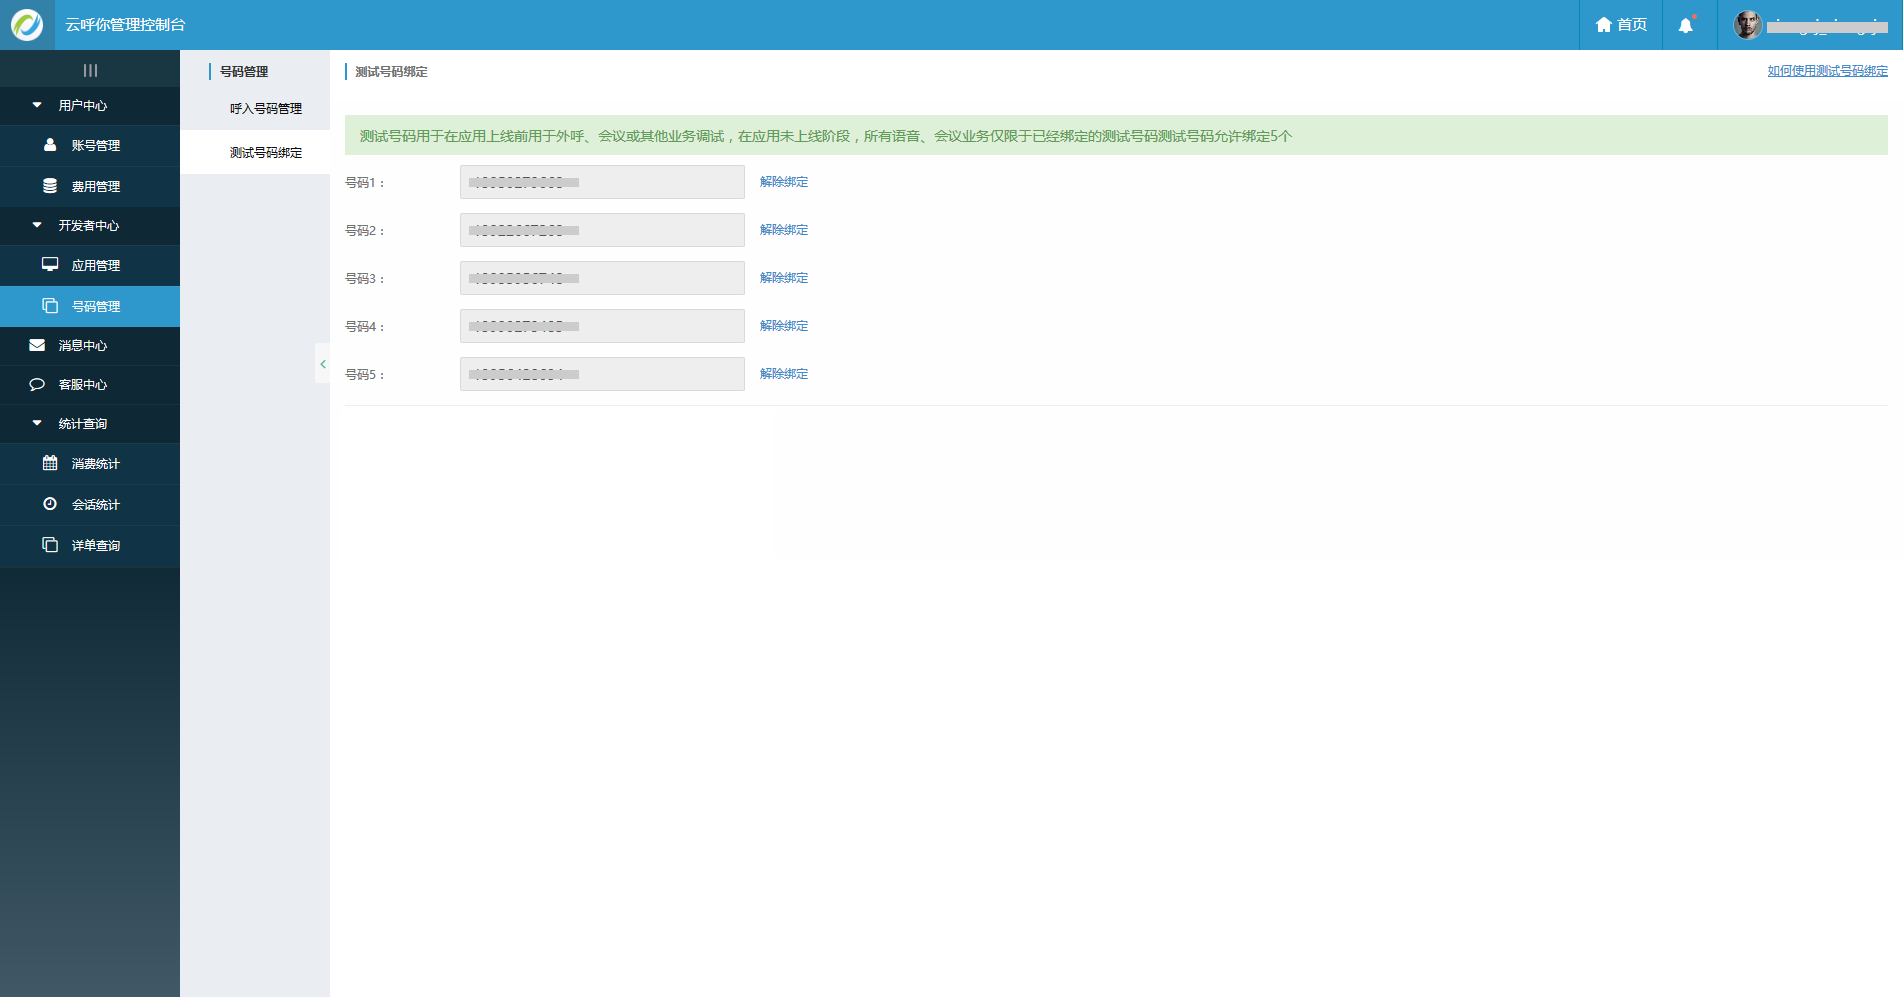 云呼你管理控制台
首页
用户中心
账号管理
费用管理
开发者中心
应用管理
号码管理
消息中心
客服中心
统计查询
消费统计
会话统计
详单查询
号码管理
呼入号码管理
测试号码绑定
测试号码绑定
如何使用测试号码绑定
测试号码用于在应用上线前用于外呼、会议或其他业务调试，在应用未上线阶段，所有语音、会议业务仅限于已经绑定的测试号码测试号码允许绑定5个
号码1：
解除绑定
号码2：
解除绑定
号码3：
解除绑定
号码4：
解除绑定
号码5：
解除绑定